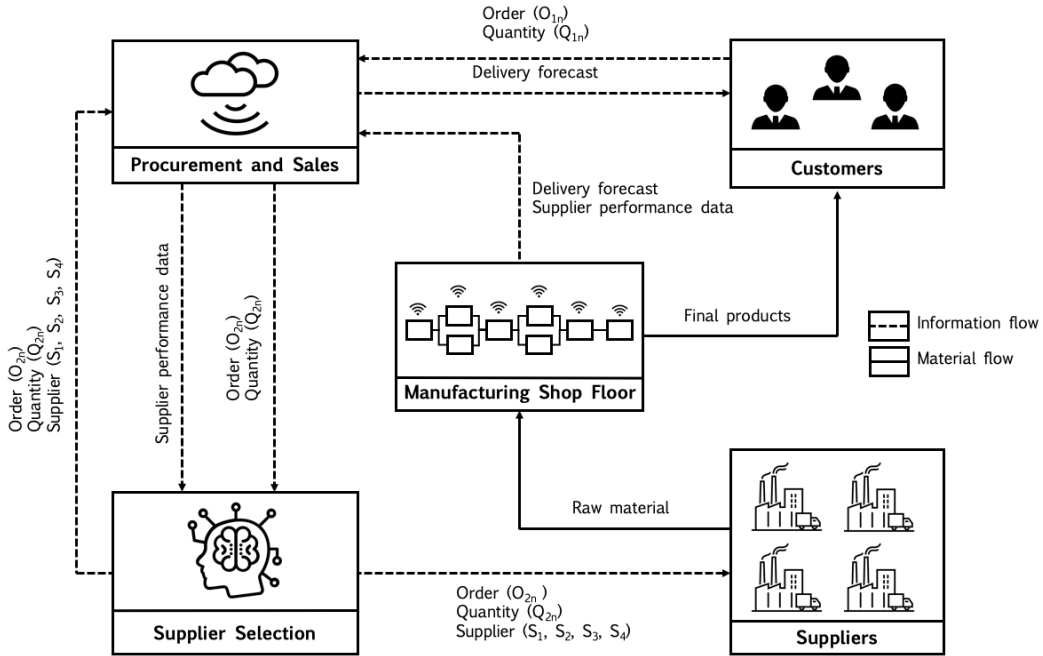 Order (O₁ₙ)
Quantity (Q₁ₙ)
Delivery forecast
Procurement and Sales
Customers
Delivery forecast
Supplier performance data
Order (O₂ₙ)
Quantity (Q₂ₙ)
Supplier (S₁, S₂, S₃, S₄)
Supplier performance data
Order (O₂ₙ)
Quantity (Q₂ₙ)
Final products
Information flow
Material flow
Manufacturing Shop Floor
Raw material
Order (O₂ₙ )
Quantity (Q₂ₙ)
Supplier (S₁, S₂, S₃, S₄)
Supplier Selection
Suppliers